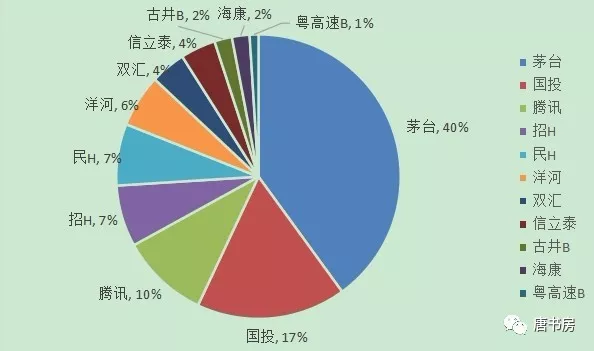 古井B, 2%
海康, 2%
粤高速B, 1%
信立泰, 4%
双汇, 4%
洋河, 6%
民H, 7%
招H, 7%
腾讯, 10%
国投, 17%
茅台, 40%
茅台
国投
腾讯
招H
民H
洋河
双汇
信立泰
古井B
海康
粤高速B
唐书房